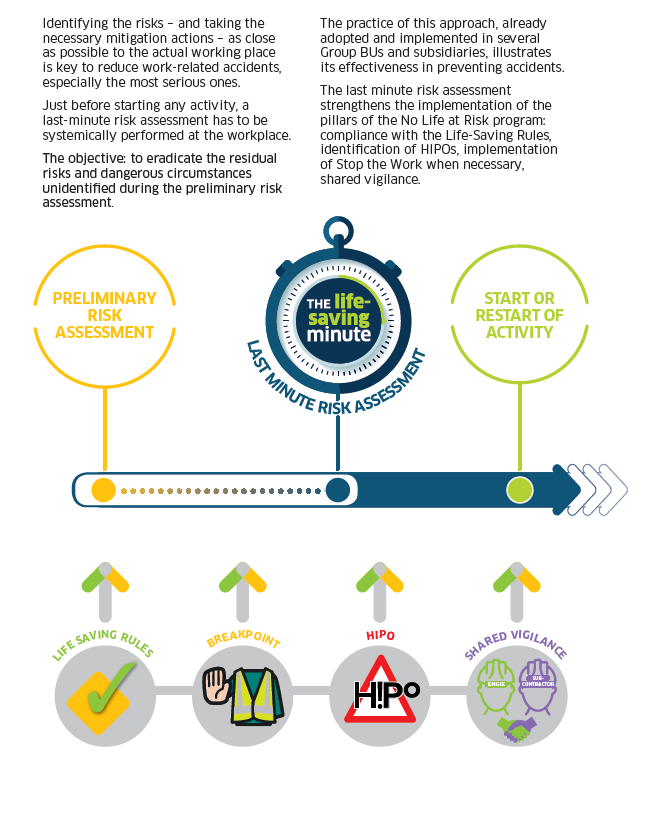 Identifying the risks – and taking the
necessary mitigation actions – as close
as possible to the actual working place
is key to reduce work-related accidents,
especially the most serious ones.
Just before starting any activity, a
last-minute risk assessment has to be
systemically performed at the workplace.
The objective: to eradicate the residual
risks and dangerous circumstances
unidentified during the preliminary risk
assessment.
The practice of this approach, already
adopted and implemented in several
Group BUs and subsidiaries, illustrates
its effectiveness in preventing accidents.
The last minute risk assessment
strengthens the implementation of the
pillars of the No Life at Risk program:
compliance with the Life-Saving Rules,
identification of HIPOs, implementation
of Stop the Work when necessary,
shared vigilance.
PRELIMINARY
RISK
ASSESSMENT
THE life-
saving
minute
LAST MINUTE RISK ASSESSMENT
START OR
RESTART OF
ACTIVITY
LIFE SAVING RULES
BREAKPOINT
HIPO
H!PO
SHARED VIGILANCE
ENGIE
SUB-
CONTRACTOR